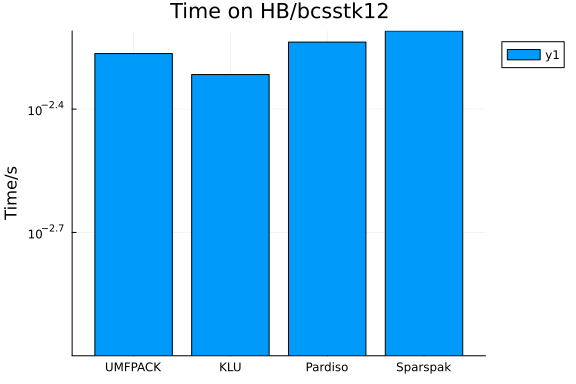 Time on HB/bcsstk12
y1
10^−2.4
Time/s
10^−2.7
UMFPACK KLU Pardiso Sparspak